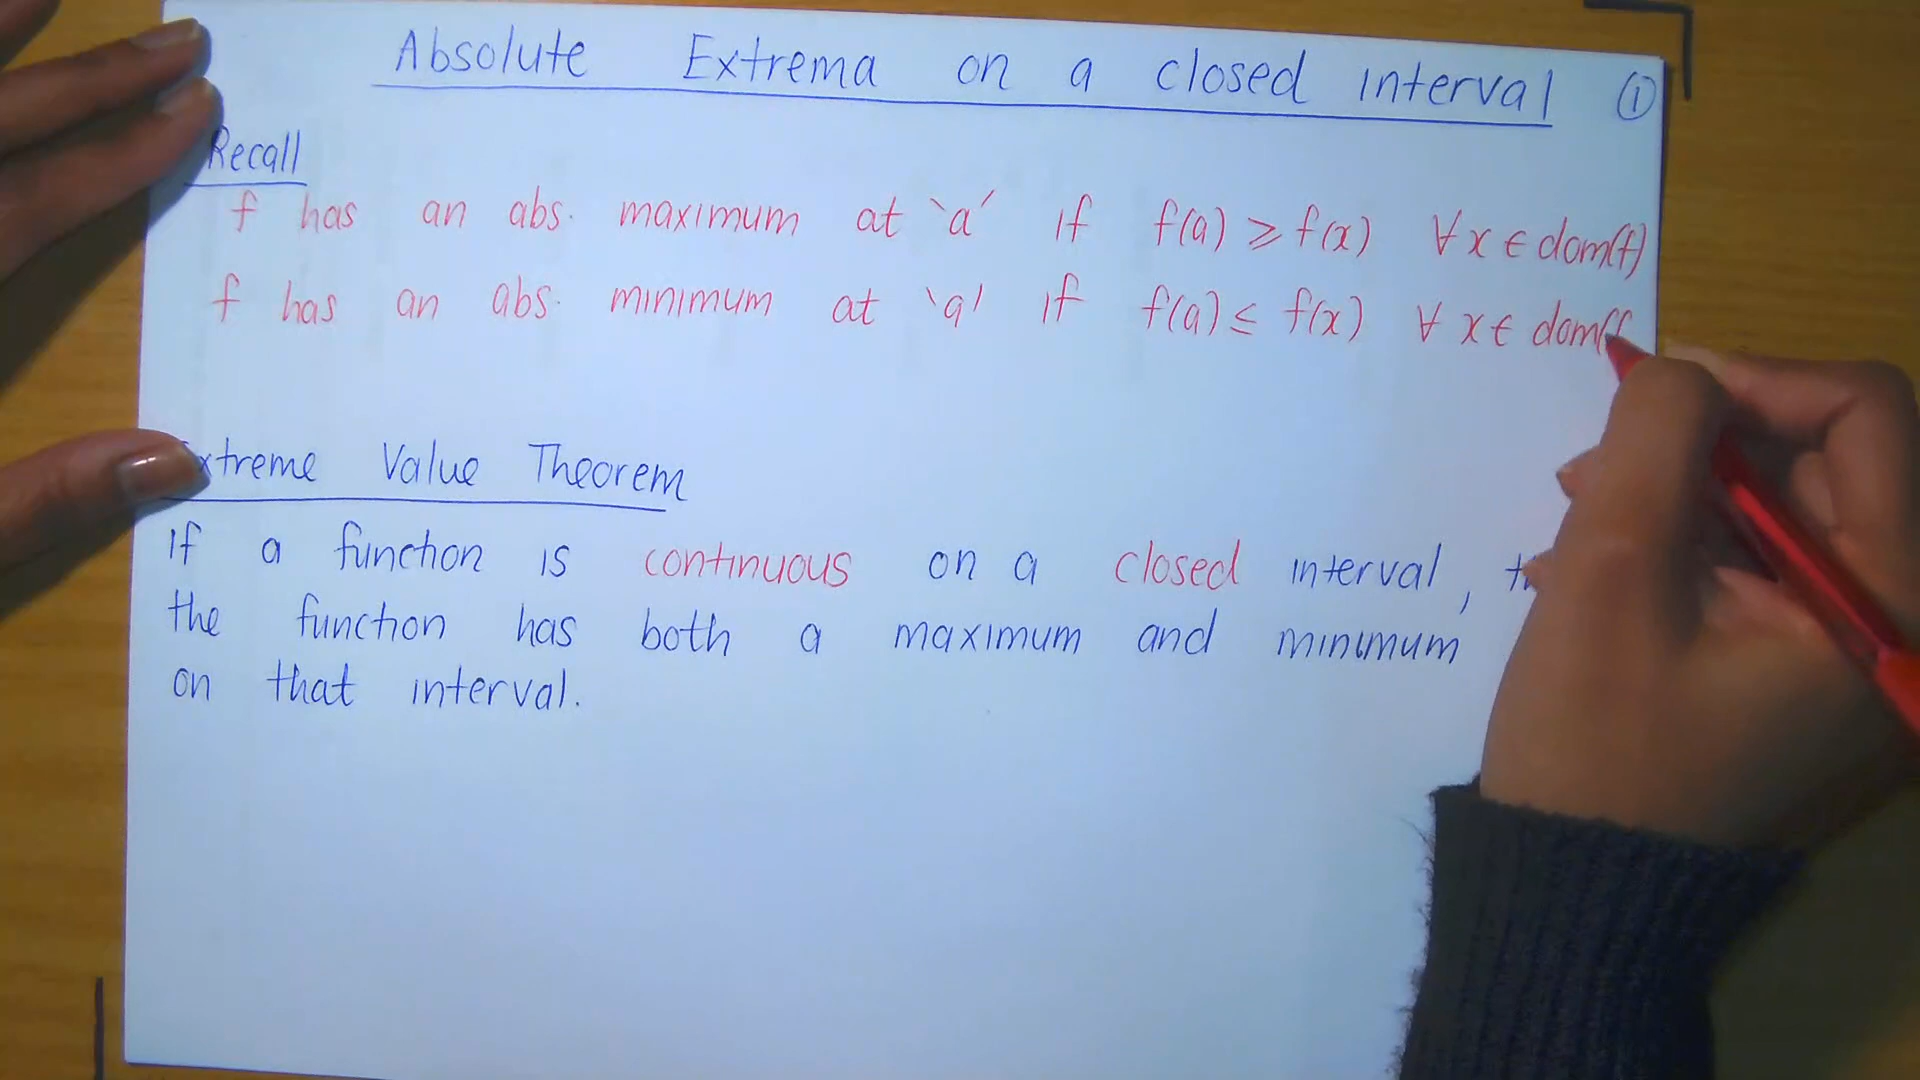 Absolute Extrema on a closed interval ①
Recall
f has an abs. maximum at `a' if f(a) ⩾ f(x) ∀ x ∈ dom(f)
f has an abs. minimum at `a' if f(a) ≤ f(x) ∀ x ∈ dom(f
xtreme Value Theorem
If a function is continuous on a closed interval,
the function has both a maximum and minimum
on that interval.